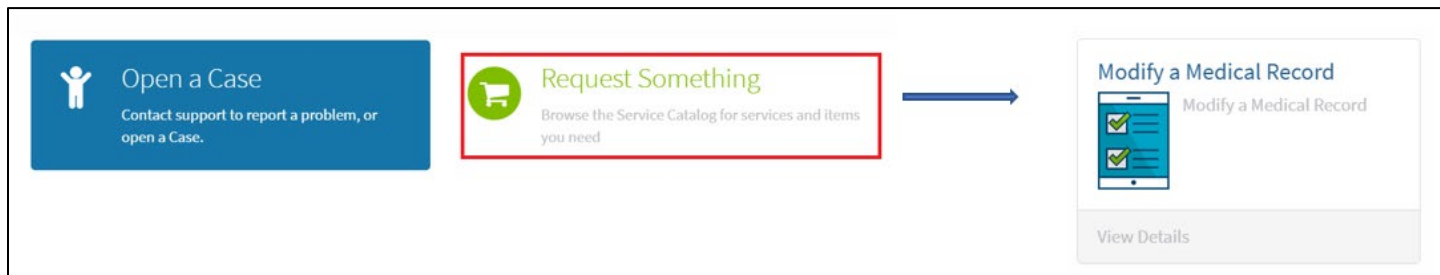 Open a Case
Contact support to report a problem, or
open a Case.
Request Something
Browse the Service Catalog for services and items
you need
Modify a Medical Record
Modify a Medical Record
View Details